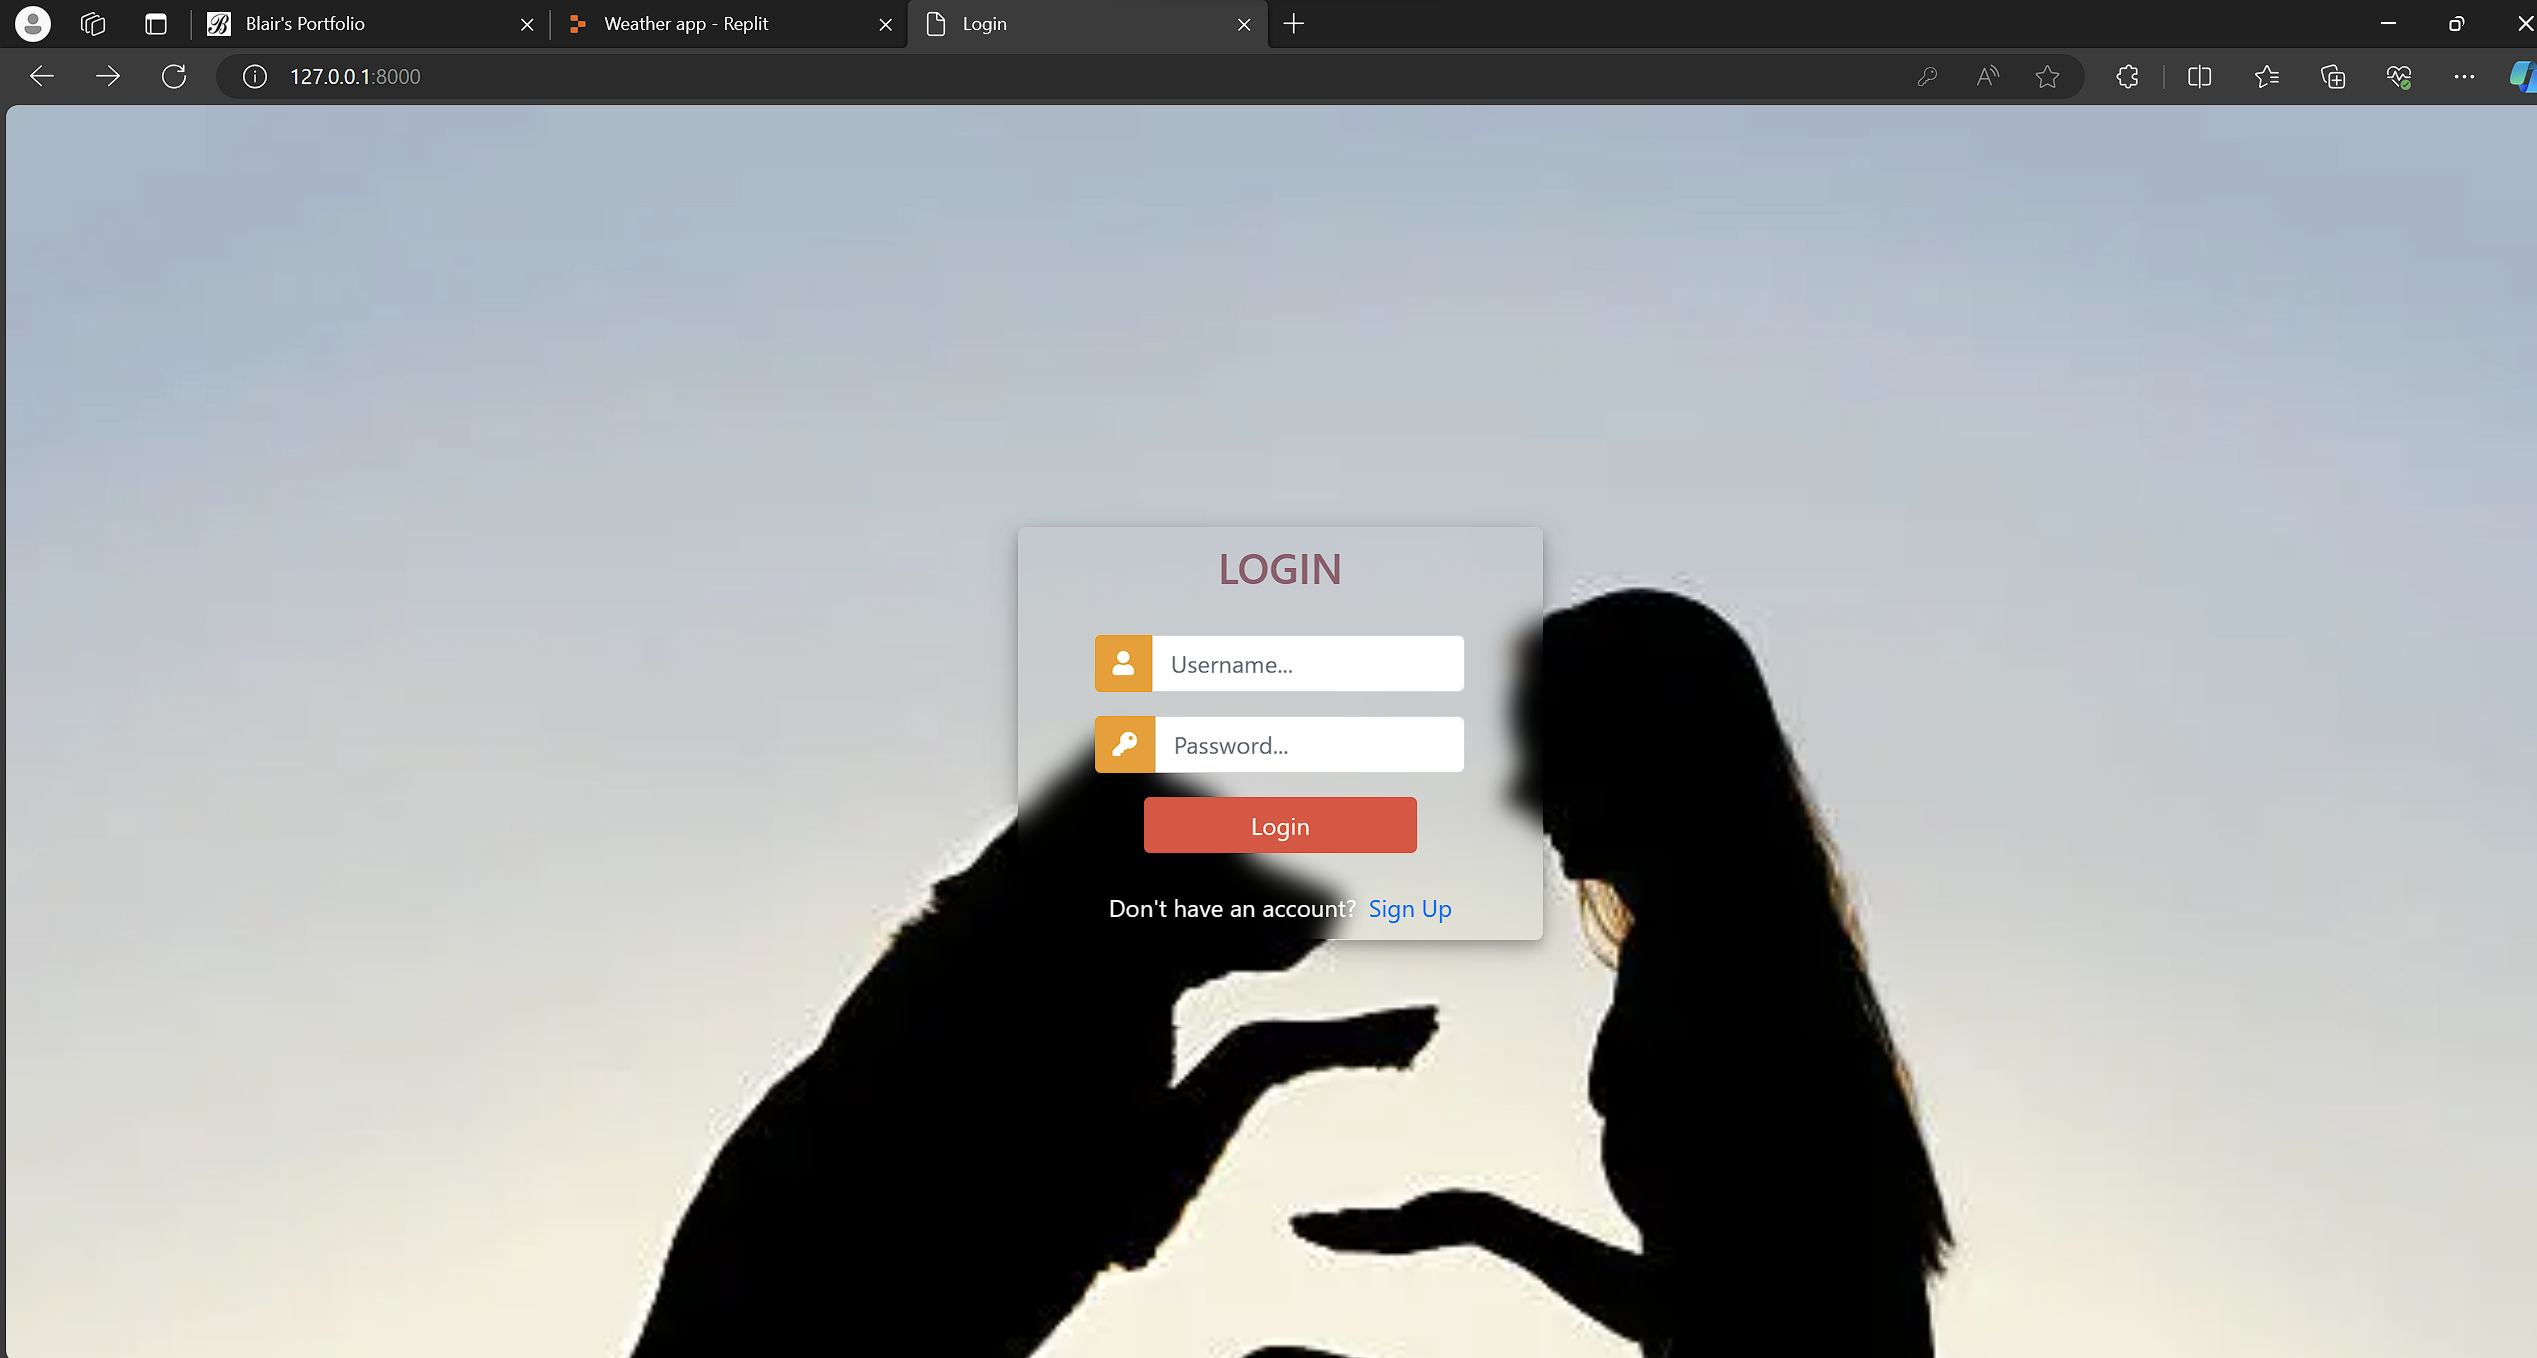 Blair's Portfolio
Weather app - Replit
Login
127.0.0.1:8000
LOGIN
Username...
Password...
Login
Don't have an account? Sign Up